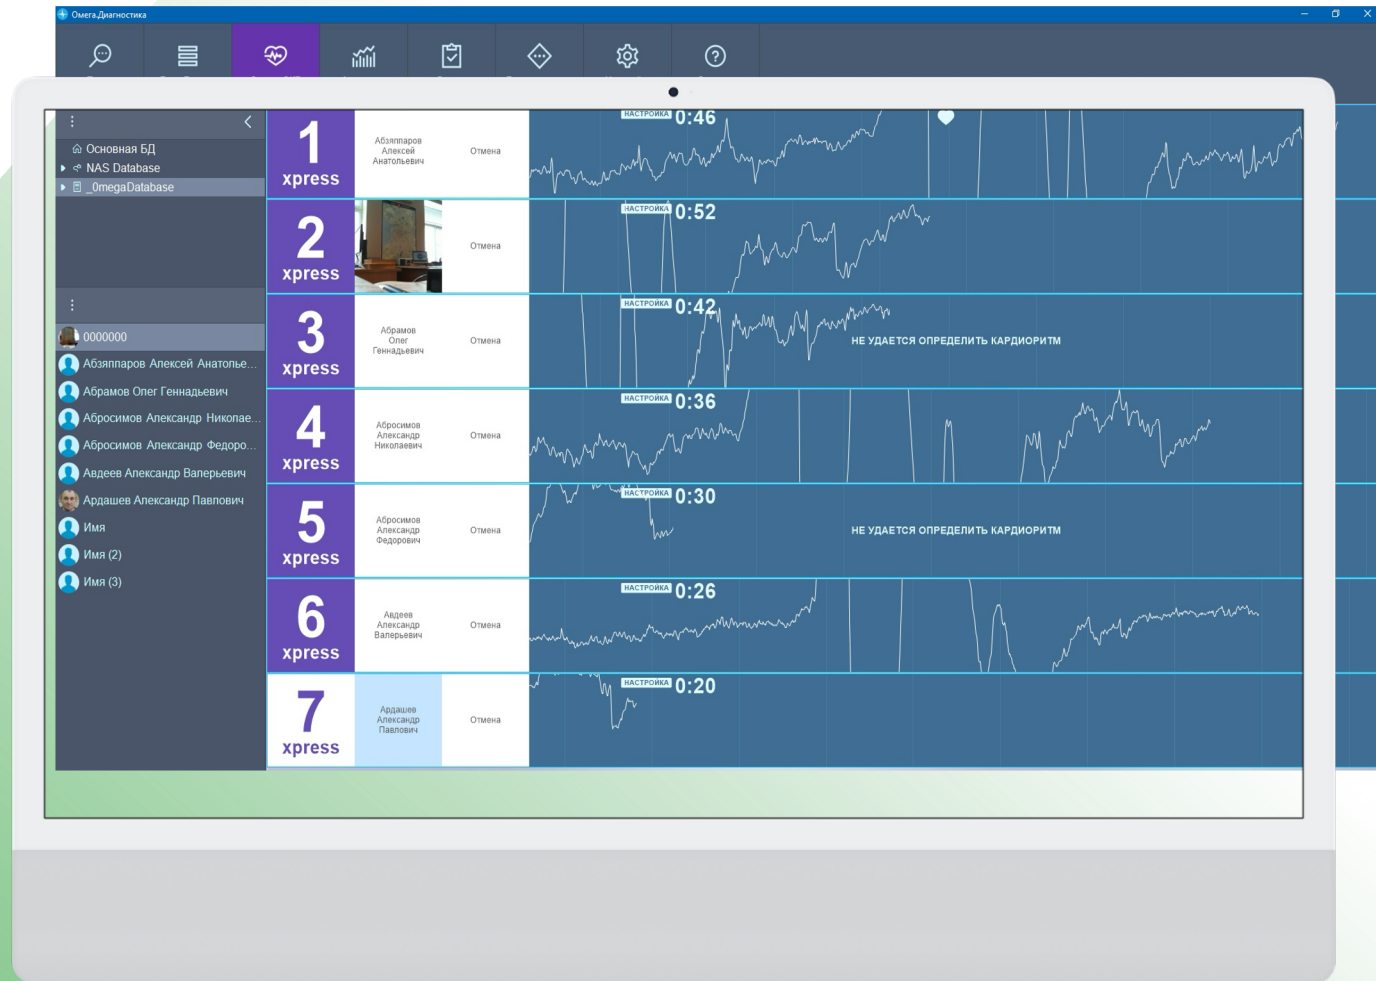 Омега.Диагностика
Основная БД
NAS Database
_0megaDatabase
0000000
Абзяппаров Алексей Анатолье...
Абрамов Олег Геннадьевич
Абросимов Александр Николае...
Абросимов Александр Федоро...
Авдеев Александр Валерьевич
Ардашев Александр Павлович
Имя
Имя (2)
Имя (3)
1
xpress
Абзяппаров
Алексей
Анатольевич
Отмена
НАСТРОЙКА 0:46
2
xpress
Отмена
НАСТРОЙКА 0:52
3
xpress
Абрамов
Олег
Геннадьевич
Отмена
НАСТРОЙКА 0:42
НЕ УДАЕТСЯ ОПРЕДЕЛИТЬ КАРДИОРИТМ
4
xpress
Абросимов
Александр
Николаевич
Отмена
НАСТРОЙКА 0:36
5
xpress
Абросимов
Александр
Федорович
Отмена
НАСТРОЙКА 0:30
НЕ УДАЕТСЯ ОПРЕДЕЛИТЬ КАРДИОРИТМ
6
xpress
Авдеев
Александр
Валерьевич
Отмена
НАСТРОЙКА 0:26
7
xpress
Ардашев
Александр
Павлович
Отмена
НАСТРОЙКА 0:20